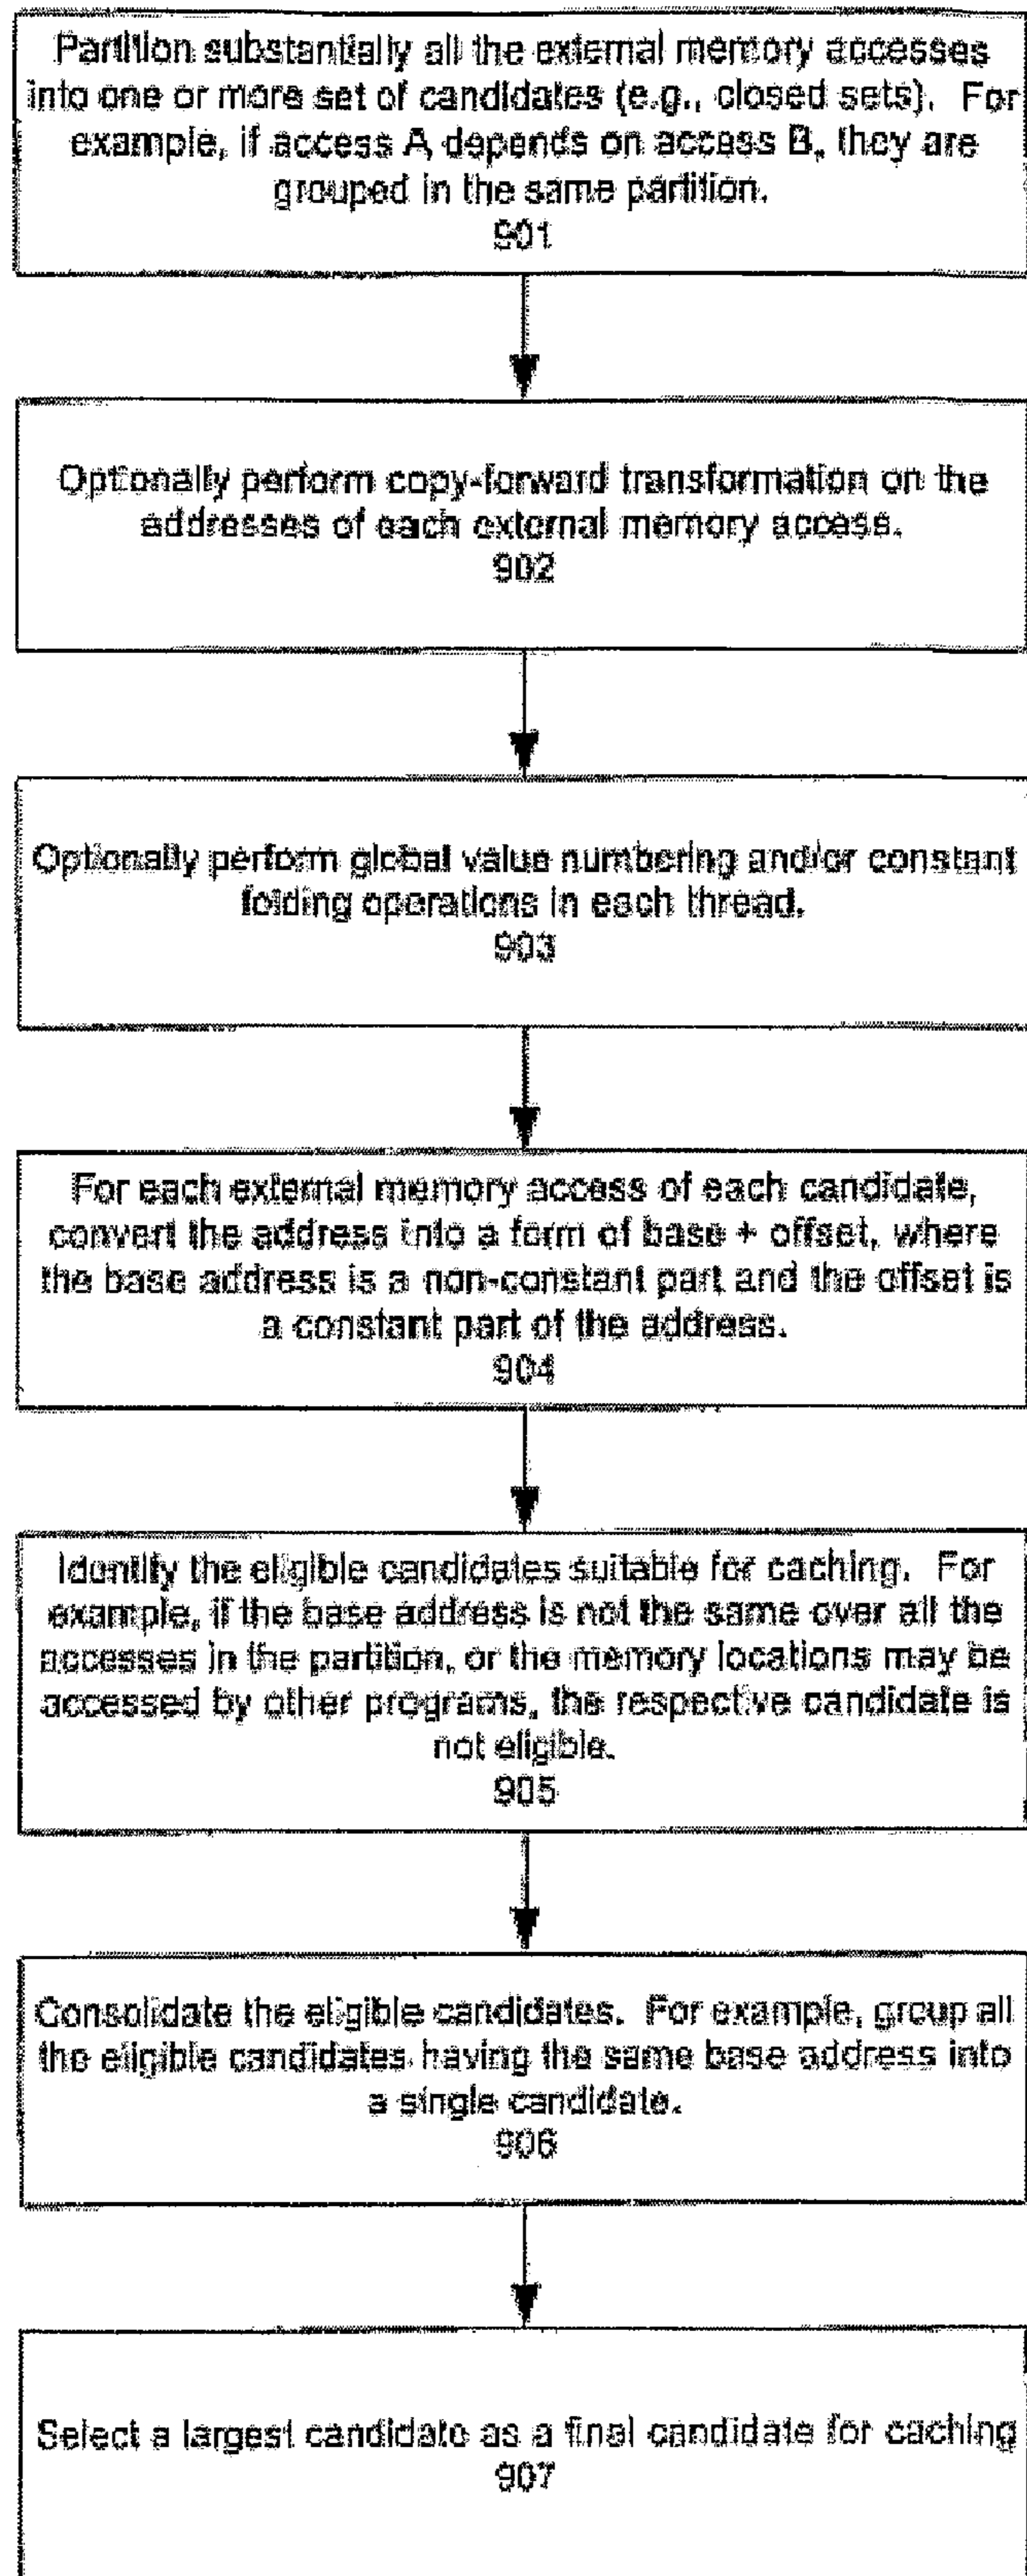 Partition substantially all the external memory accesses
into one or more set of candidates (e.g., closed sets). For
example, if access A depends on access B, they are
grouped in the same partition.
901
Optionally perform copy-forward transformation on the
addresses of each external memory access.
902
Optionally perform global value numbering and/or constant
folding operations in each thread.
903
For each external memory access of each candidate,
convert the address into a form of base + offset, where
the base address is a non-constant part and the offset is
a constant part of the address.
904
Identify the eligible candidates suitable for caching. For
example, if the base address is not the same over all the
accesses in the partition, or the memory locations may be
accessed by other programs, the respective candidate is
not eligible.
905
Consolidate the eligible candidates. For example, group all
the eligible candidates having the same base address into
a single candidate.
906
Select a largest candidate as a final candidate for caching
907